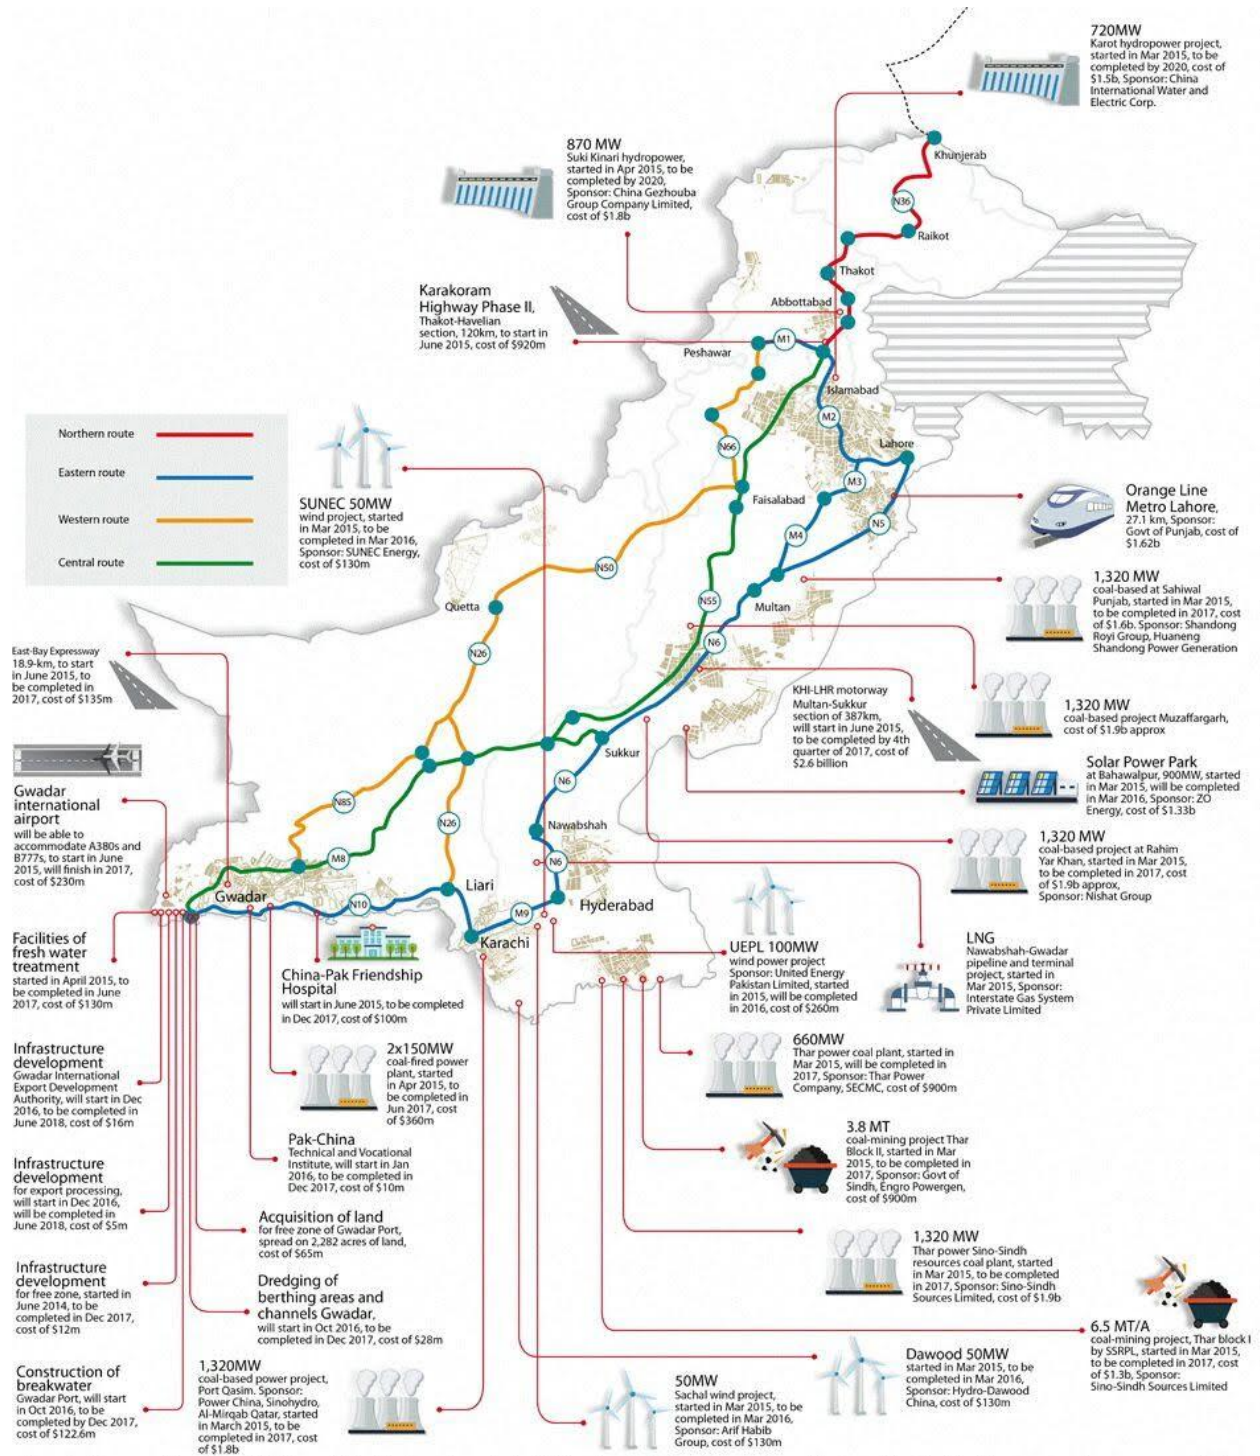 720MW
Karot hydropower project,
started in Mar 2015, to be
completed by 2020, cost of
$1.5b, Sponsor: China
International Water and
Electric Corp.
870 MW
Suki Kinari hydropower,
started in Apr 2015, to be
completed by 2020,
Sponsor: China Gezhouba
Group Company Limited,
cost of $1.8b
Khunjerab
N36
Raikot
Thakot
Abbottabad
Karakoram
Highway Phase II,
Thakot-Havelian
section, 120km, to start in
June 2015, cost of $920m
M1
Peshawar
Islamabad
M2
Lahore
Northern route
Eastern route
Western route
Central route
N66
M3
Faisalabad
N5
M4
SUNEC 50MW
wind project, started
in Mar 2015, to be
completed in Mar 2016,
Sponsor: SUNEC Energy,
cost of $130m
Orange Line
Metro Lahore,
27.1 km, Sponsor:
Govt of Punjab, cost of
$1.62b
N50
Quetta
N55
Multan
N6
N26
1,320 MW
coal-based at Sahiwal
Punjab, started in Mar 2015,
to be completed in 2017, cost
of $1.6b. Sponsor: Shandong
Royi Group, Huaneng
Shandong Power Generation
East-Bay Expressway
18.9-km, to start
in June 2015, to
be completed in
2017, cost of $135m
KHI-LHR motorway
Multan-Sukkur
section of 387km,
will start in June 2015,
to be completed by 4th
quarter of 2017, cost of
$2.6 billion
1,320 MW
coal-based project Muzaffargarh,
cost of $1.9b approx
Sukkur
Solar Power Park
at Bahawalpur, 900MW, started
in Mar 2015, will be completed
in Mar 2016, Sponsor: ZO
Energy, cost of $1.33b
Gwadar
international
airport
will be able to
accommodate A380s and
B777s, to start in June
2015, will finish in 2017,
cost of $230m
N85
N6
N26
Nawabshah
M8
N6
1,320 MW
coal-based project at Rahim
Yar Khan, started in Mar 2015,
to be completed in 2017, cost
of $1.9b approx,
Sponsor: Nishat Group
Gwadar
N10
Liari
M9
Hyderabad
Karachi
Facilities of
fresh water
treatment
started in April 2015, to
be completed in June
2017, cost of $130m
China-Pak Friendship
Hospital
will start in June 2015, to be completed
in Dec 2017, cost of $100m
UEPL 100MW
wind power project
Sponsor: United Energy
Pakistan Limited, started
in 2015, will be completed
in 2016, cost of $260m
LNG
Nawabshah-Gwadar
pipeline and terminal
project, started in
Mar 2015, Sponsor:
Interstate Gas System
Private Limited
Infrastructure
development
Gwadar International
Export Development
Authority, will start in Dec
2016, to be completed in
June 2018, cost of $16m
2x150MW
coal-fired power
plant, started
in Apr 2015, to
be completed in
Jun 2017, cost
of $360m
660MW
Thar power coal plant, started in
Mar 2015, will be completed in
2017, Sponsor: Thar Power
Company, SECMC, cost of $900m
Pak-China
Technical and Vocational
Institute, will start in Jan
2016, to be completed in
Dec 2017, cost of $10m
3.8 MT
coal-mining project Thar
Block II, started in Mar
2015, to be completed in
2017, Sponsor: Govt of
Sindh, Engro Powergen,
cost of $900m
Infrastructure
development
for export processing,
will start in Dec 2016,
will be completed in
June 2018, cost of $5m
Acquisition of land
for free zone of Gwadar Port,
spread on 2,282 acres of land,
cost of $65m
1,320 MW
Thar power Sino-Sindh
resources coal plant, started
in Mar 2015, to be completed
in 2017, Sponsor: Sino-Sindh
Sources Limited, cost of $1.9b
Infrastructure
development
for free zone, started in
June 2014, to be
completed in Dec 2017,
cost of $12m
Dredging of
berthing areas and
channels Gwadar,
will start in Oct 2016, to be
completed in Dec 2017, cost of $28m
6.5 MT/A
coal-mining project, Thar block I
by SSRPL, started in Mar 2015,
to be completed in 2017, cost
of $1.3b, Sponsor:
Sino-Sindh Sources Limited
Construction of
breakwater
Gwadar Port, will start
in Oct 2016, to be
completed by Dec 2017,
cost of $122.6m
1,320MW
coal-based power project,
Port Qasim. Sponsor:
Power China, Sinohydro,
Al-Mirqab Qatar, started
in March 2015, to be
completed in 2017, cost
of $1.8b
50MW
Sachal wind project,
started in Mar 2015, to be
completed in Mar 2016,
Sponsor: Arif Habib
Group, cost of $130m
Dawood 50MW
started in Mar 2015, to be
completed in Mar 2016,
Sponsor: Hydro-Dawood
China, cost of $130m